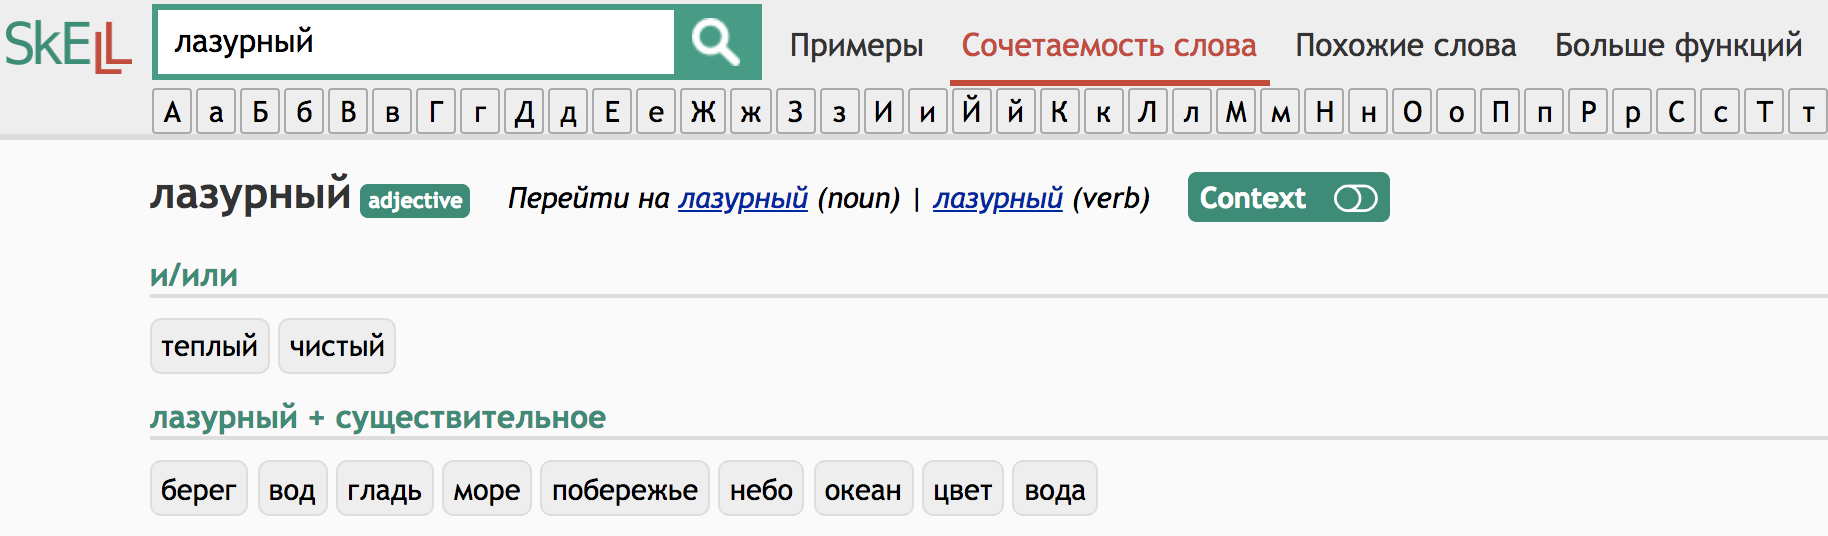 SkELL лазурный Примеры Сочетаемость слова Похожие слова Больше функций
А а Б б В в Г г Д д Е е Ж ж З з И и Й й К к Л л М м Н н О о П п Р р С с Т т
лазурный adjective Перейти на лазурный (noun) | лазурный (verb) Context
и/или
теплый чистый
лазурный + существительное
берег вод гладь море побережье небо океан цвет вода